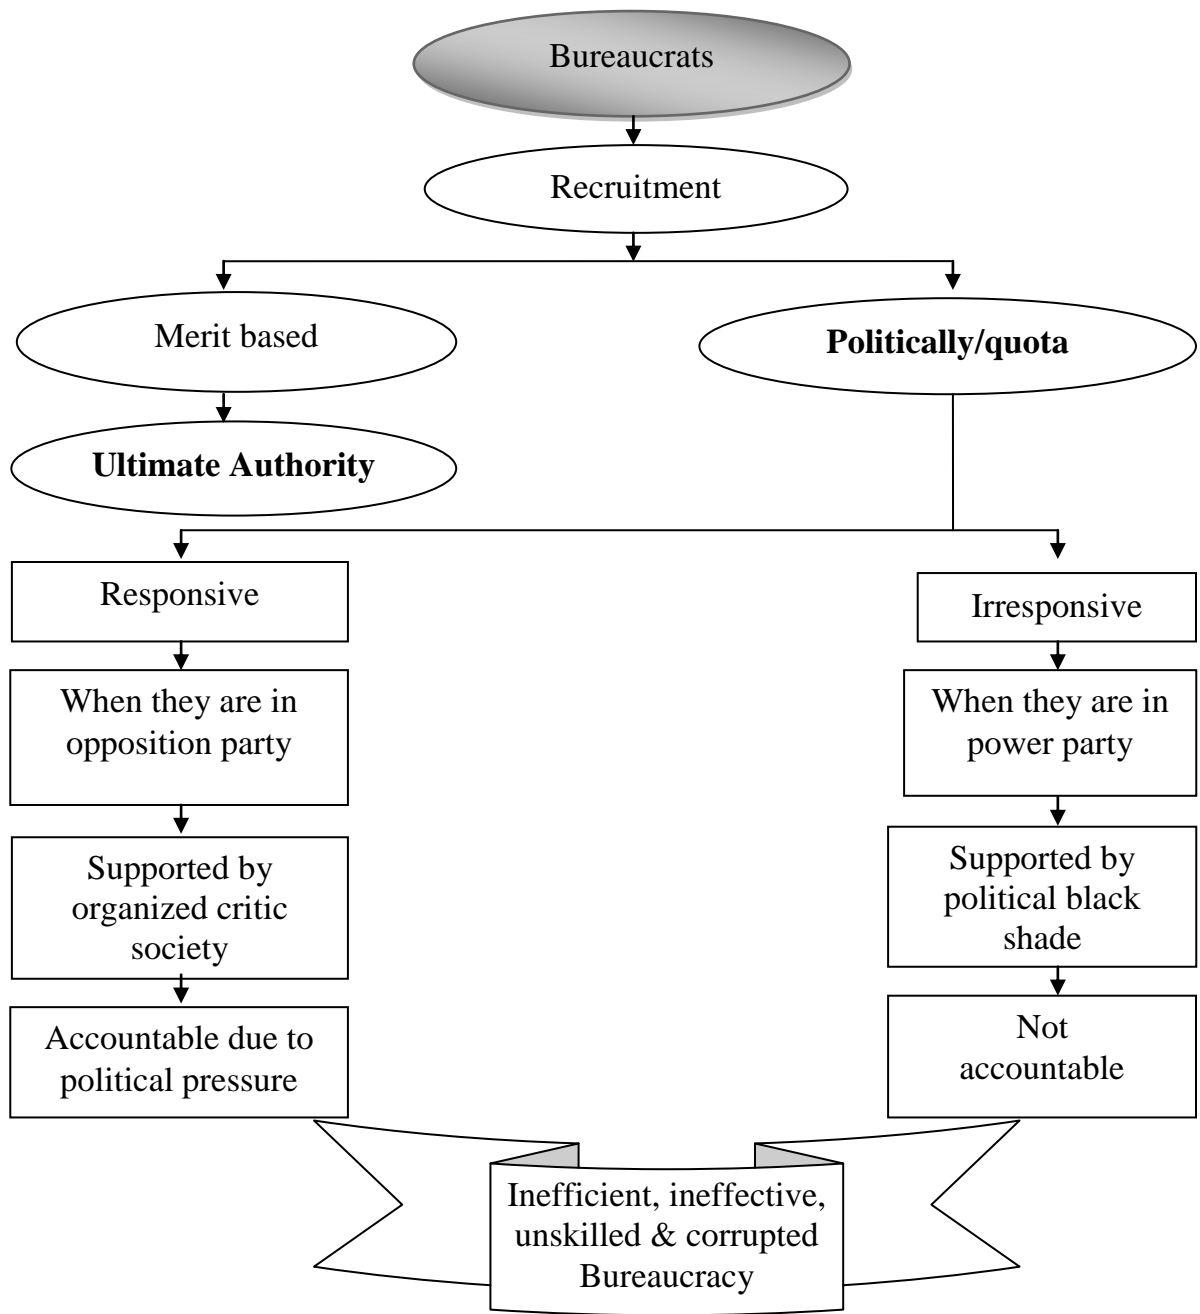 Bureaucrats
Recruitment
Merit based
Politically/quota
Ultimate Authority
Responsive
Irresponsive
When they are in
opposition party
When they are in
power party
Supported by
organized critic
society
Supported by
political black
shade
Accountable due to
political pressure
Not
accountable
Inefficient, ineffective,
unskilled & corrupted
Bureaucracy